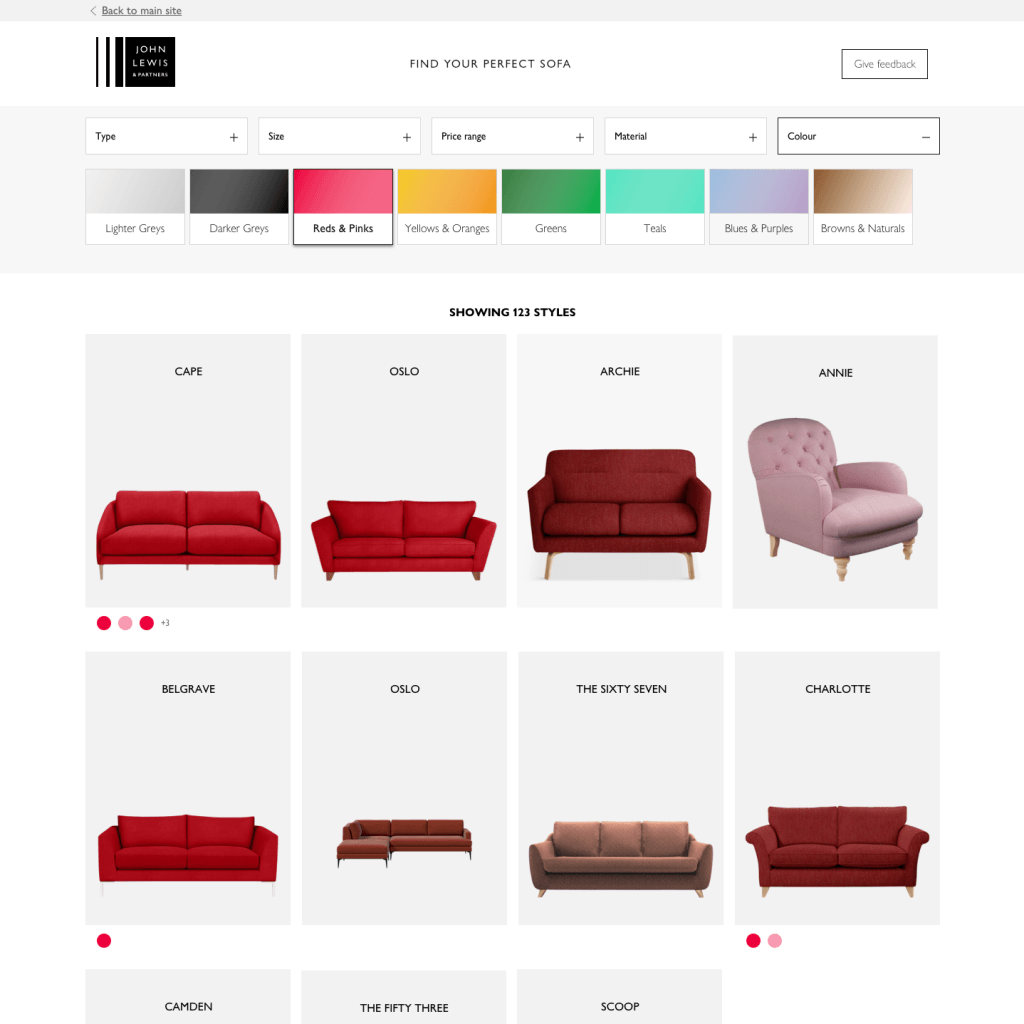 Back to main site
JOHN
LEWIS
& PARTNERS
FIND YOUR PERFECT SOFA
Give feedback
Type
Size
Price range
Material
Colour
Lighter Greys
Darker Greys
Reds & Pinks
Yellows & Oranges
Greens
Teals
Blues & Purples
Browns & Naturals
SHOWING 123 STYLES
CAPE
OSLO
ARCHIE
ANNIE
+3
BELGRAVE
OSLO
THE SIXTY SEVEN
CHARLOTTE
CAMDEN
THE FIFTY THREE
SCOOP